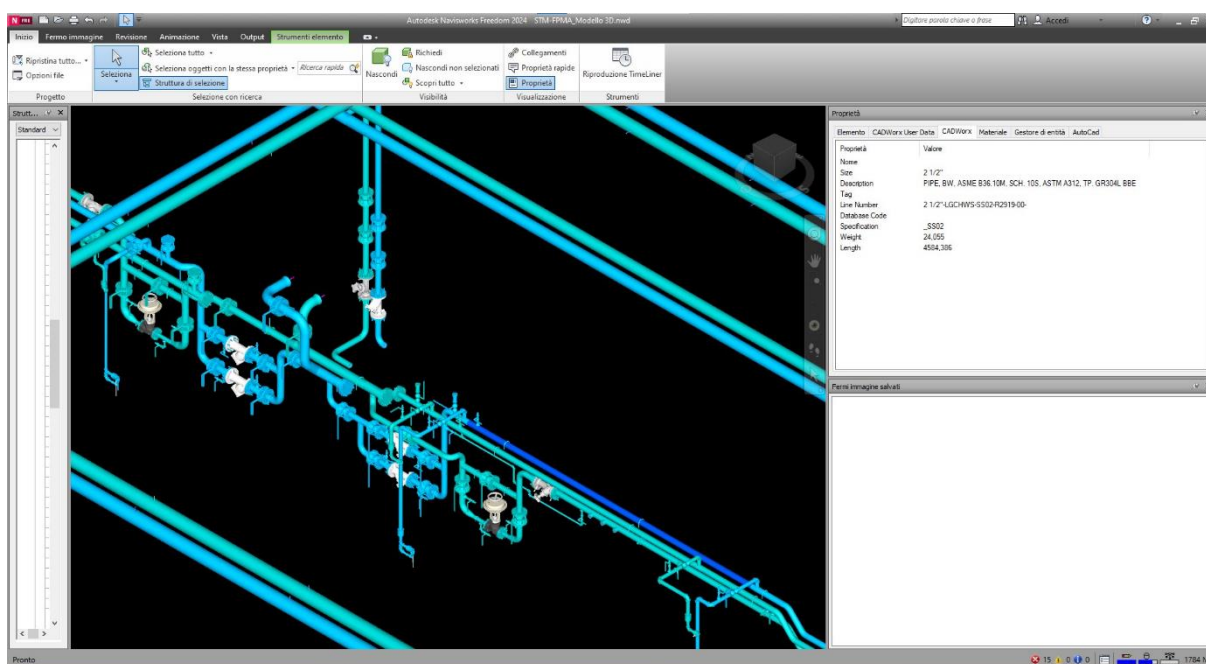 Autodesk Navisworks Freedom 2024 STM-FPMA_Modello 3D.nwd
Digitare parola chiave o frase
Accedi
Inizio Fermo immagine Revisione Animazione Vista Output Strumenti elemento
Ripristina tutto...
Opzioni file
Seleziona
Seleziona tutto
Seleziona oggetti con la stessa proprietà
Ricerca rapida
Struttura di selezione
Nascondi
Richiedi
Nascondi non selezionati
Scopri tutto
Collegamenti
Proprietà rapide
Proprietà
Riproduzione TimeLiner
Progetto Selezione con ricerca Visibilità Visualizzazione Strumenti
Strutt...
Standard
Proprietà
Elemento CADWorx User Data CADWorx Materiale Gestore di entità AutoCad
Proprietà Valore
Nome
Size 2 1/2"
Description PIPE, BW, ASME B36.10M. SCH. 10S, ASTM A312, TP. GR304L BBE
Tag
Line Number 2 1/2"-LGCHWS-SS02-R2919-00-
Database Code
Specification _SS02
Weight 24,055
Length 4584,386
Fermi immagine salvati
Pronto
15 0 0